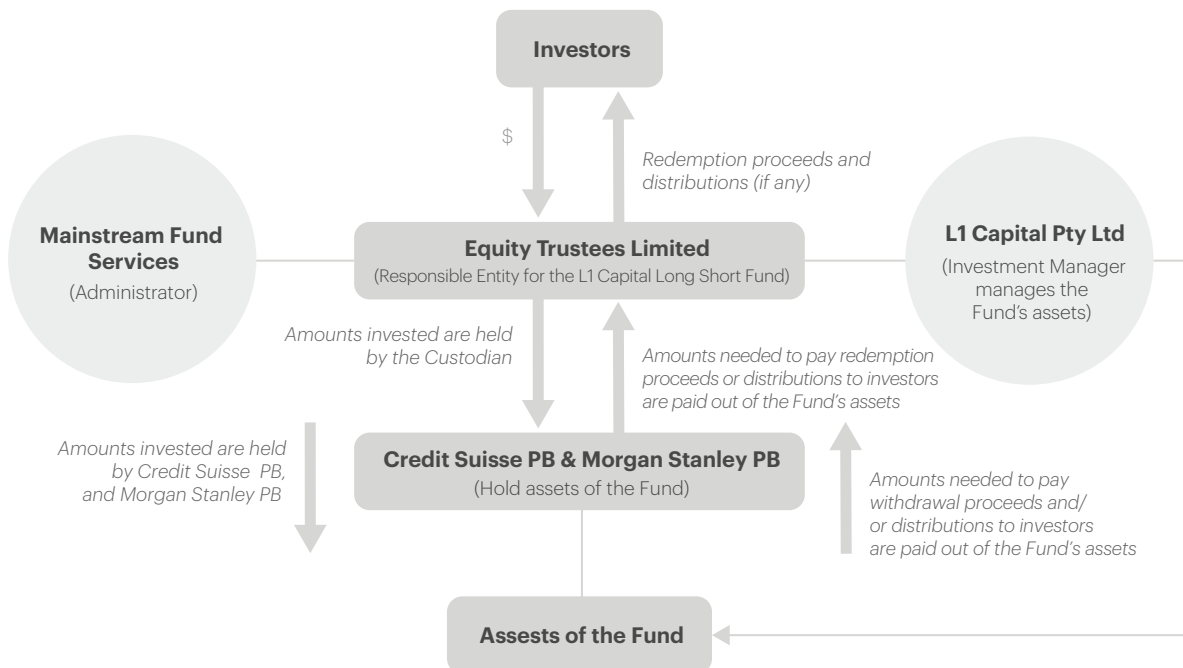 Investors
$
Redemption proceeds and
distributions (if any)
Mainstream Fund
Services
(Administrator)
Equity Trustees Limited
(Responsible Entity for the L1 Capital Long Short Fund)
L1 Capital Pty Ltd
(Investment Manager
manages the
Fund's assets)
Amounts invested are held
by the Custodian
Amounts needed to pay redemption
proceeds or distributions to investors
are paid out of the Fund's assets
Amounts invested are held
by Credit Suisse PB,
and Morgan Stanley PB
Credit Suisse PB & Morgan Stanley PB
(Hold assets of the Fund)
Amounts needed to pay
withdrawal proceeds and/
or distributions to investors
are paid out of the Fund's assets
Assests of the Fund